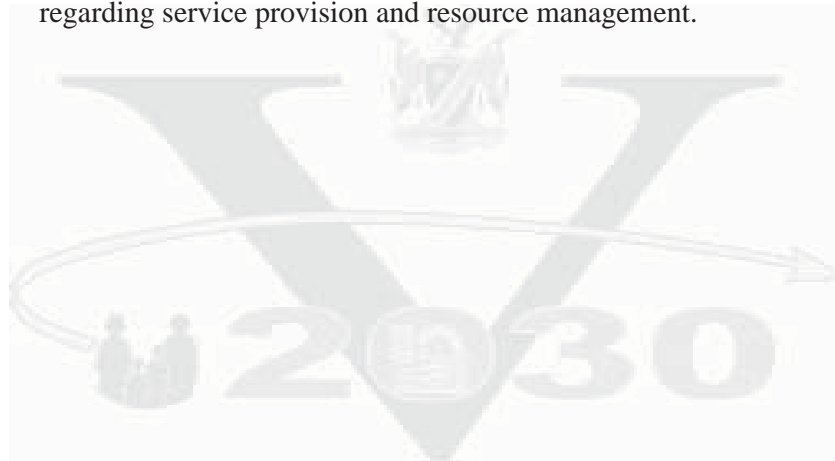 regarding service provision and resource management.
V
2030